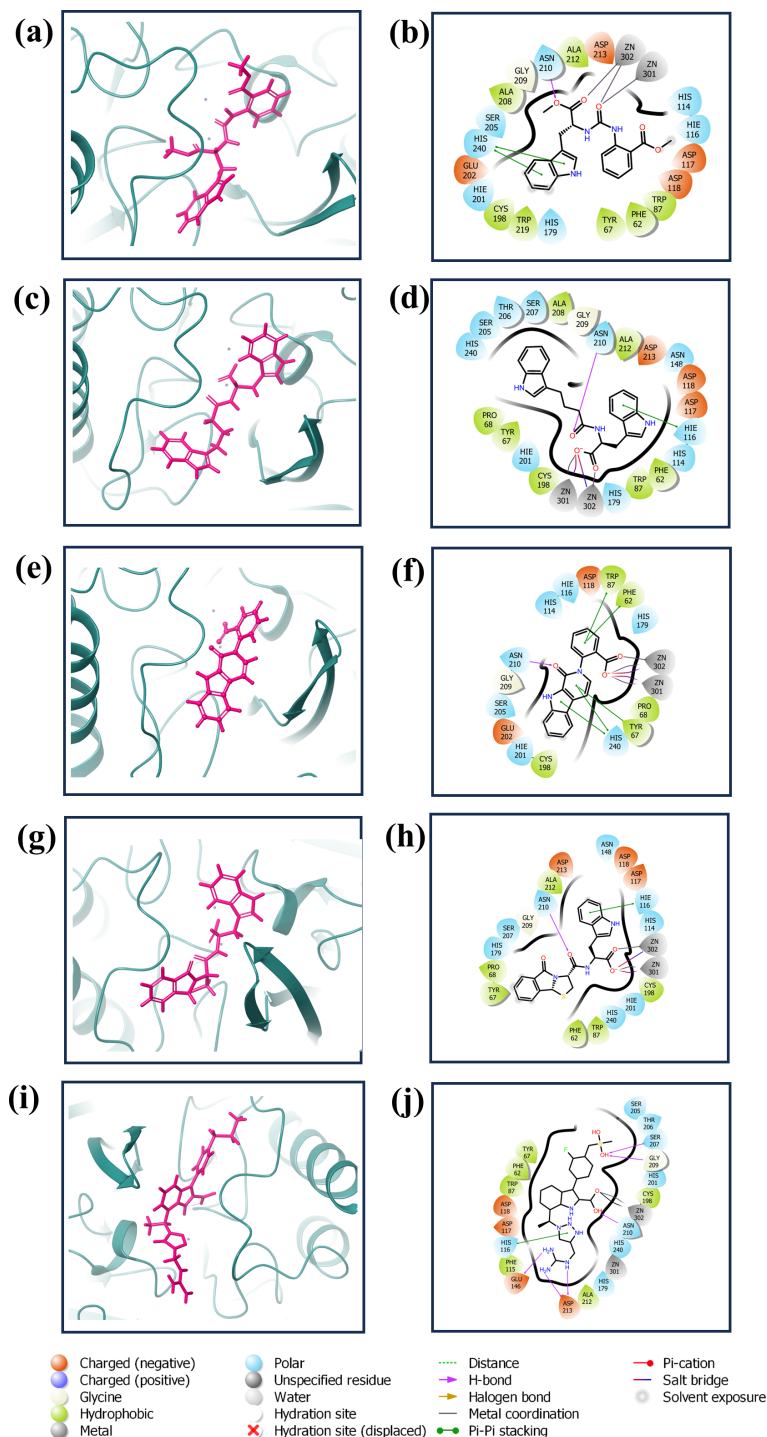 (a)
(b)
ASN 210
GLY 209
ALA 212
ASP 213
ZN 302
ZN 301
ALA 208
SER 205
HIS 240
GLU 202
HIE 201
CYS 198
TRP 219
HIS 179
TYR 67
PHE 62
TRP 87
ASP 118
ASP 117
HIE 116
HIS 114
O
O
O
NH
NH
O
O
NH
(c)
(d)
HIS 240
SER 205
THR 206
SER 207
ALA 208
GLY 209
ASN 210
ALA 212
ASP 213
ASN 148
ASP 118
ASP 117
HIE 116
HIS 114
PHE 62
TRP 87
HIS 179
ZN 302
ZN 301
CYS 198
HIE 201
TYR 67
PRO 68
NH
O
NH
NH
O-
O
(e)
(f)
HIS 114
HIE 116
ASP 118
TRP 87
PHE 62
HIS 179
ZN 302
ZN 301
PRO 68
TYR 67
HIS 240
CYS 198
HIE 201
GLU 202
SER 205
GLY 209
ASN 210
O
N
O
O-
NH
(g)
(h)
ASN 148
ASP 118
ASP 117
HIE 116
HIS 114
ZN 302
ZN 301
CYS 198
HIE 201
HIS 240
TRP 87
PHE 62
TYR 67
PRO 68
HIS 179
SER 207
GLY 209
ASN 210
ALA 212
ASP 213
O
N
S
O
NH
NH
O
O-
(i)
(j)
SER 205
THR 206
SER 207
GLY 209
HIS 201
CYS 198
ZN 302
ASN 210
HIS 240
ZN 301
HIS 179
ALA 212
ASP 213
GLU 146
PHE 115
HIS 116
ASP 117
ASP 118
TRP 87
PHE 62
TYR 67
HO
OH
F
Charged (negative)
Charged (positive)
Glycine
Hydrophobic
Metal
Polar
Unspecified residue
Water
Hydration site
Hydration site (displaced)
Distance
H-bond
Halogen bond
Metal coordination
Pi-Pi stacking
Pi-cation
Salt bridge
Solvent exposure